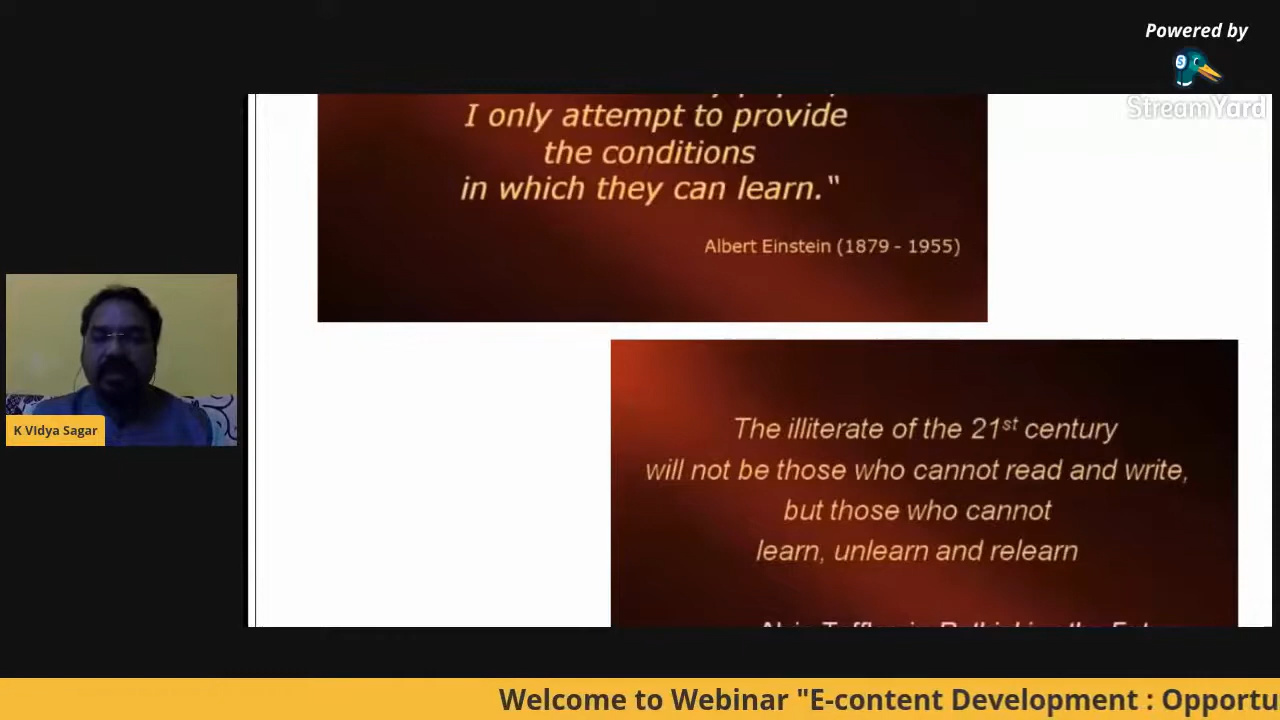 Powered by
StreamYard
I only attempt to provide
the conditions
in which they can learn."
Albert Einstein (1879 - 1955)
K Vidya Sagar
The illiterate of the 21st century
will not be those who cannot read and write,
but those who cannot
learn, unlearn and relearn
Welcome to Webinar "E-content Development : Opportu